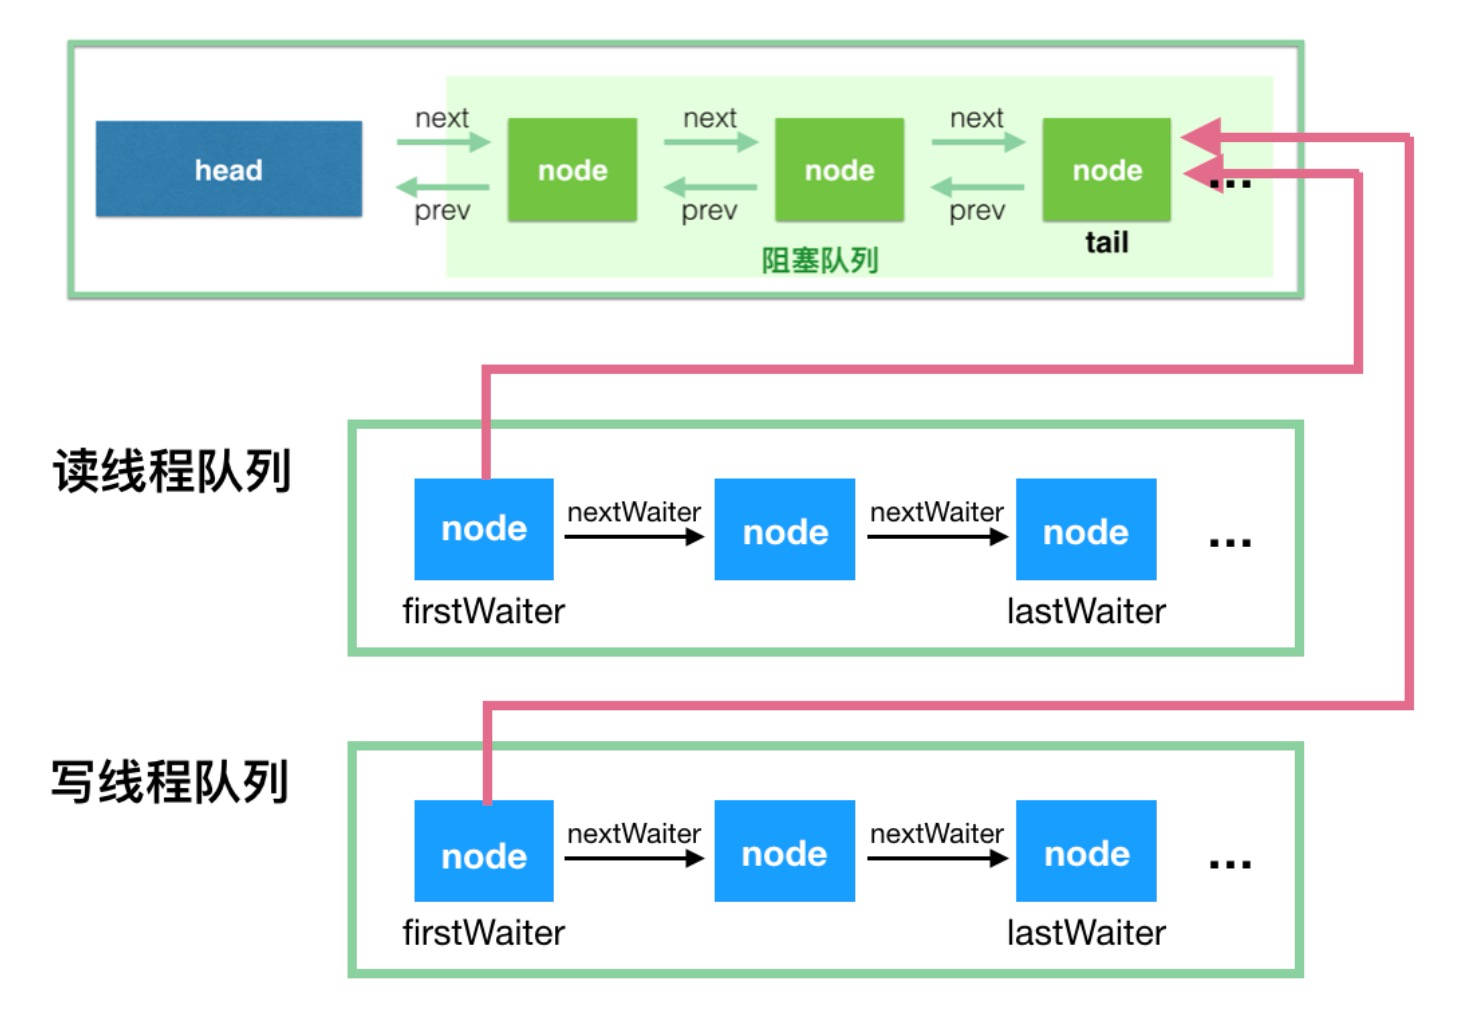 next next next
head node node node ...
prev prev prev
tail
阻塞队列
读线程队列
node nextWaiter node nextWaiter node ...
firstWaiter lastWaiter
写线程队列
node nextWaiter node nextWaiter node ...
firstWaiter lastWaiter